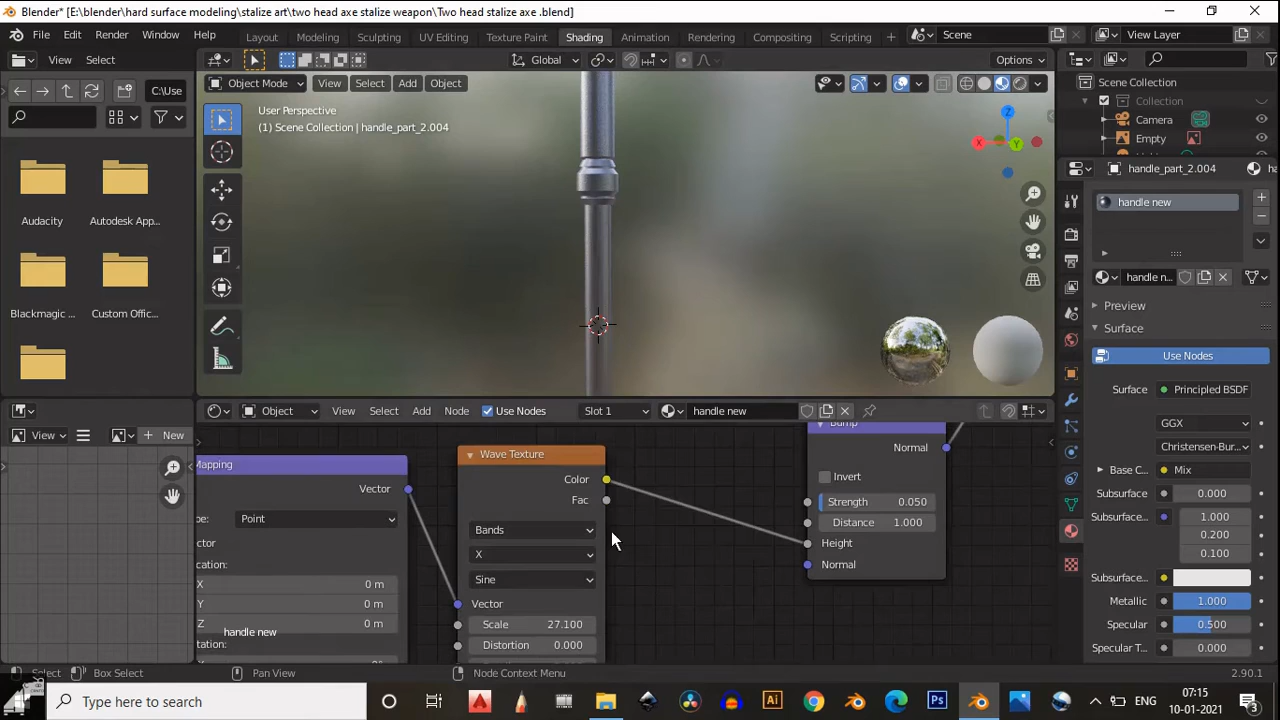 Blender* [E:\blender\hard surface modeling\stalize art\two head axe stalize weapon\Two head stalize axe .blend]
File Edit Render Window Help
Layout Modeling Sculpting UV Editing Texture Paint Shading Animation Rendering Compositing Scripting
Scene
View Layer
View Select
Global
Options
C:\Use
Object Mode View Select Add Object
User Perspective
(1) Scene Collection | handle_part_2.004
Z
X
Y
Audacity
Autodesk App...
Blackmagic ...
Custom Offic...
Scene Collection
Collection
Camera
Empty
handle_part_2.004
handle new
handle n...
Preview
Surface
Use Nodes
Surface
Principled BSDF
GGX
Christensen-Bur...
Base C...
Mix
Subsurface
0.000
Subsurface...
1.000
0.200
0.100
Subsurface...
Metallic
1.000
Specular
0.500
Specular T...
0.000
View
New
Object View Select Add Node Use Nodes Slot 1 handle new
Mapping
Vector
Point
X 0 m
Y 0 m
Z 0 m
handle new
Wave Texture
Color
Fac
Bands
X
Sine
Vector
Scale 27.100
Distortion 0.000
Bump
Normal
Invert
Strength 0.050
Distance 1.000
Height
Normal
Select
Box Select
Pan View
Node Context Menu
2.90.1
Type here to search
ENG
07:15
10-01-2021
3